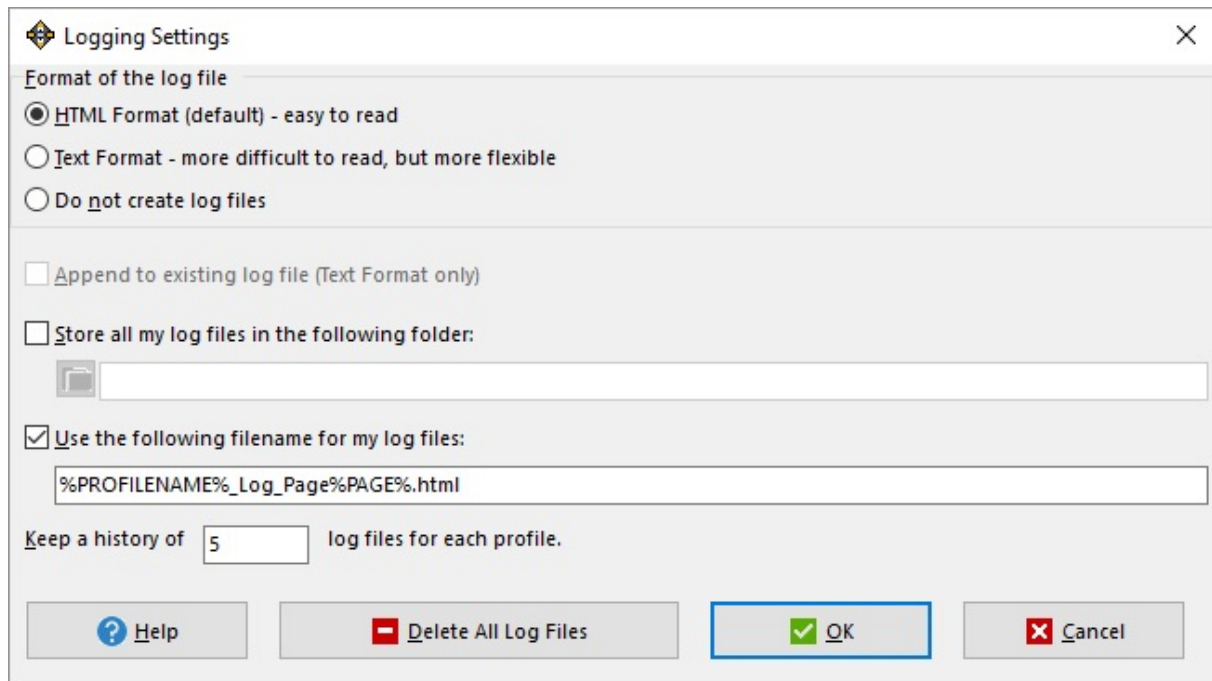 Logging Settings
Format of the log file
HTML Format (default) - easy to read
Text Format - more difficult to read, but more flexible
Do not create log files
Append to existing log file (Text Format only)
Store all my log files in the following folder:
Use the following filename for my log files:
%PROFILENAME%_Log_Page%PAGE%.html
Keep a history of 5 log files for each profile.
Help Delete All Log Files OK Cancel